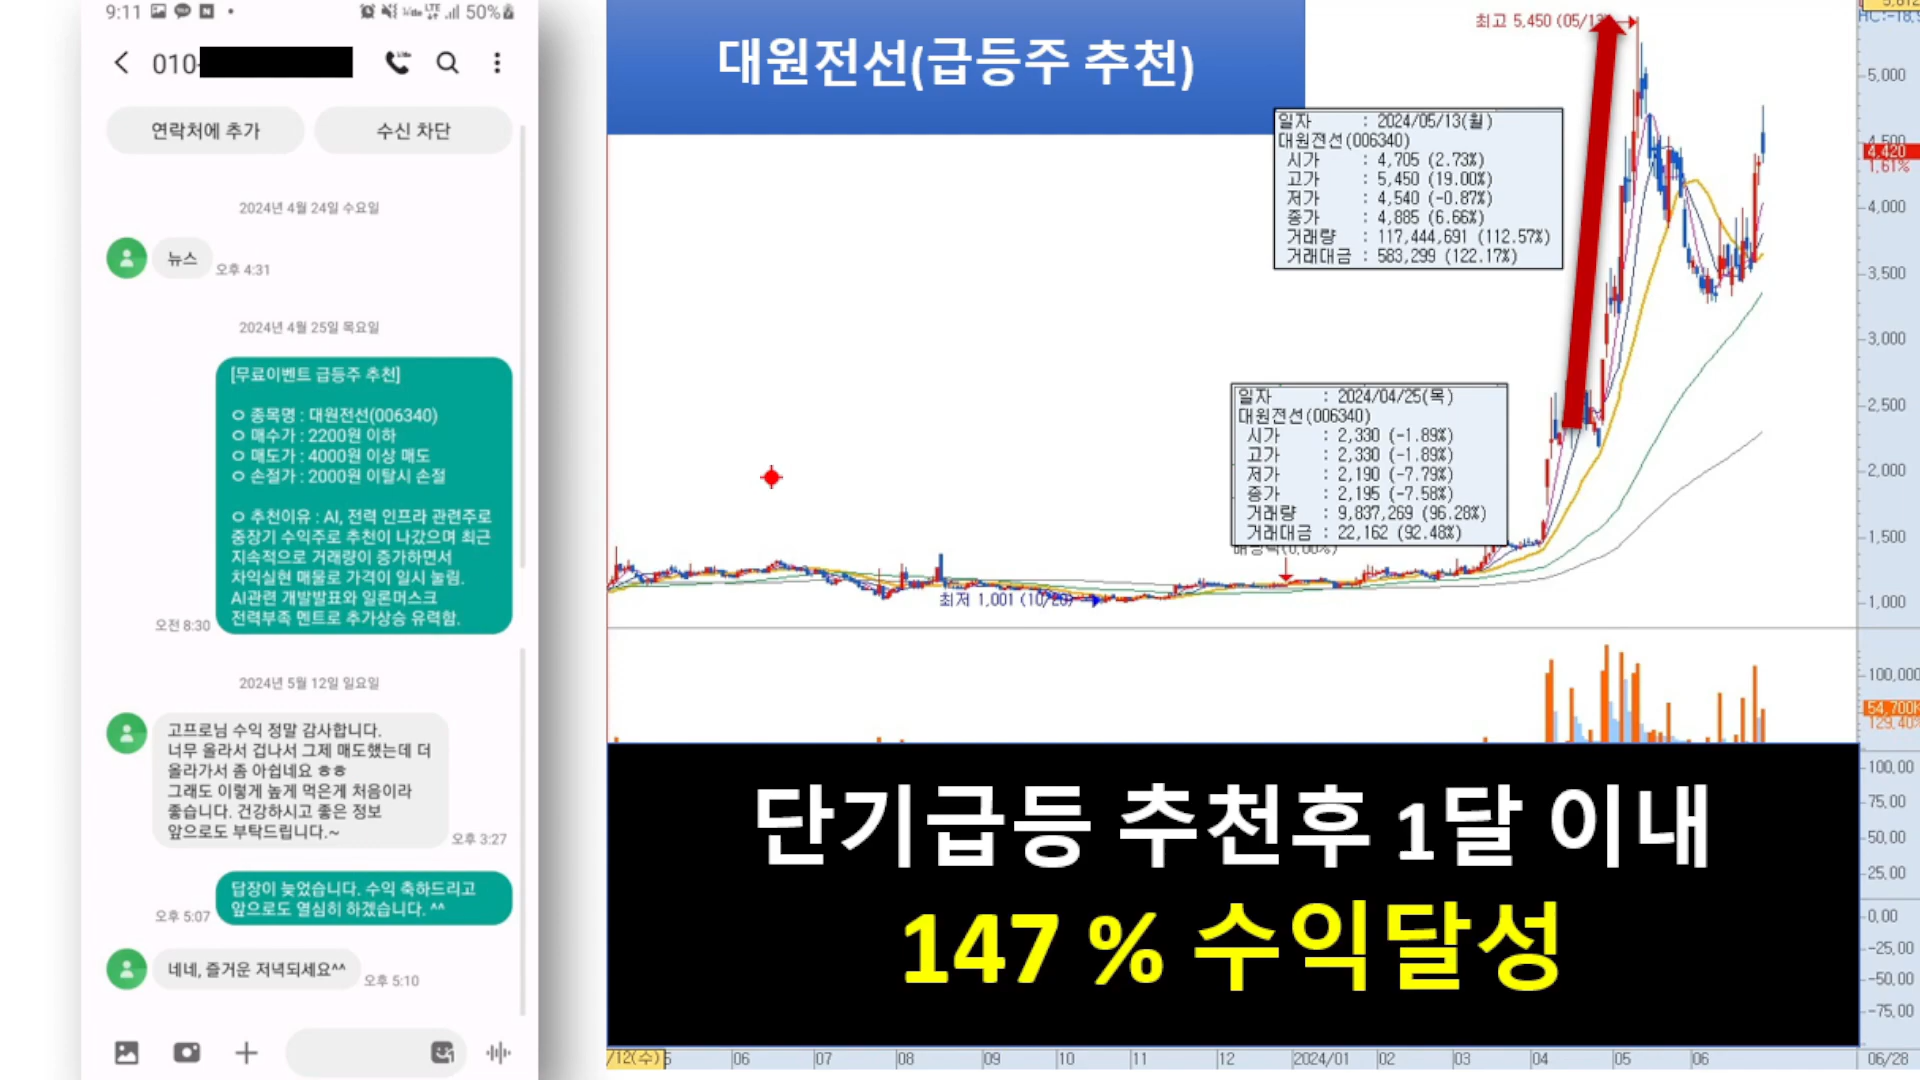 9:11
50%
010-
연락처에 추가
수신 차단
2024년 4월 24일 수요일
뉴스
오후 4:31
2024년 4월 25일 목요일
[무료이벤트 급등주 추천]
ㅇ 종목명 : 대원전선(006340)
ㅇ 매수가 : 2200원 이하
ㅇ 매도가 : 4000원 이상 매도
ㅇ 손절가 : 2000원 이탈시 손절
ㅇ 추천이유 : AI, 전력 인프라 관련주로
중장기 수익주로 추천이 나갔으며 최근
지속적으로 거래량이 증가하면서
차익실현 매물로 가격이 일시 눌림.
AI관련 개발발표와 일론머스크
전력부족 멘트로 추가상승 유력함.
오전 8:30
2024년 5월 12일 일요일
고프로님 수익 정말 감사합니다.
너무 올라서 겁나서 그제 매도했는데 더
올라가서 좀 아쉽네요 ㅎㅎ
그래도 이렇게 높게 먹은게 처음이라
좋습니다. 건강하시고 좋은 정보
앞으로도 부탁드립니다.~
오후 3:27
답장이 늦었습니다. 수익 축하드리고
앞으로도 열심히 하겠습니다. ^^
오후 5:07
네네, 즐거운 저녁되세요^^
오후 5:10
대원전선(급등주 추천)
최고 5,450 (05/13)
일자 : 2024/05/13(월)
대원전선(006340)
시가 : 4,705 (2.73%)
고가 : 5,450 (19.00%)
저가 : 4,540 (-0.87%)
종가 : 4,885 (6.66%)
거래량 : 117,444,691 (112.57%)
거래대금 : 583,299 (122.17%)
일자 : 2024/04/25(목)
대원전선(006340)
시가 : 2,330 (-1.89%)
고가 : 2,330 (-1.89%)
저가 : 2,190 (-7.79%)
종가 : 2,195 (-7.58%)
거래량 : 9,837,269 (96.28%)
거래대금 : 22,162 (92.48%)
최저 1,001 (10/20)
5,000
4,500
4,420
1,61%
4,000
3,500
3,000
2,500
2,000
1,500
1,000
100,000
54,700K
129.40%
100,00
75,00
50,00
25,00
0,00
-25,00
-50,00
-75,00
단기급등 추천후 1달 이내
147 % 수익달성
/12(수) 06 07 08 09 10 11 12 2024/01 02 03 04 05 06 06/28